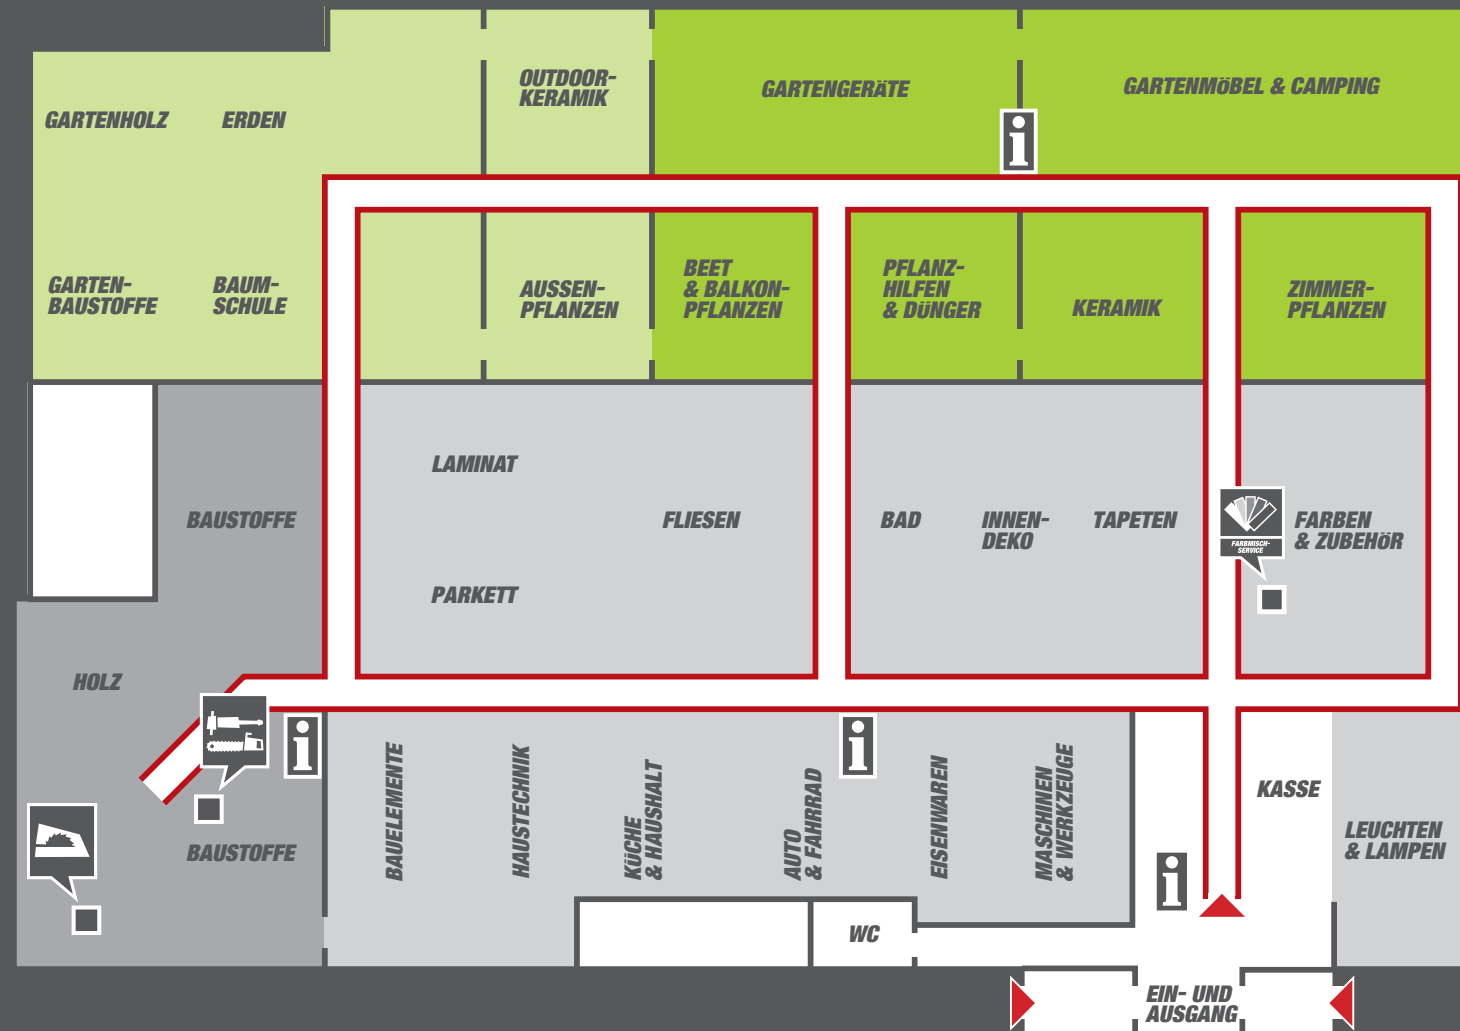 OUTDOOR-
KERAMIK
GARTENGERÄTE
GARTENMÖBEL & CAMPING
GARTENHOLZ
ERDEN
i
GARTEN-
BAUSTOFFE
BAUM-
SCHULE
AUSSEN-
PFLANZEN
BEET
& BALKON-
PFLANZEN
PFLANZ-
HILFEN
& DÜNGER
KERAMIK
ZIMMER-
PFLANZEN
LAMINAT
BAUSTOFFE
FLIESEN
BAD
INNEN-
DEKO
TAPETEN
FARBMISCH-
SERVICE
FARBEN
& ZUBEHÖR
PARKETT
HOLZ
i
i
BAUELEMENTE
HAUSTECHNIK
KÜCHE
& HAUSHALT
AUTO
& FAHRRAD
EISENWAREN
MASCHINEN
& WERKZEUGE
KASSE
LEUCHTEN
& LAMPEN
BAUSTOFFE
i
WC
EIN- UND
AUSGANG